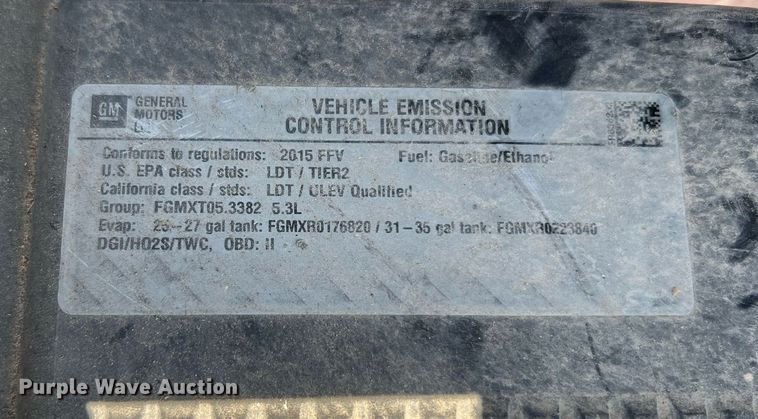 GM
GENERAL MOTORS
VEHICLE EMISSION
CONTROL INFORMATION
Conforms to regulations: 2015 FFV Fuel: Gasoline/Ethanol
U.S. EPA class / stds: LDT / TIER2
California class / stds: LDT / ULEV Qualified
Group: FGMXT05.3382 5.3L
Evap: 26-27 gal tank: FGMXR0176820 / 31-35 gal tank: FGMXR0223840
DGI/HO2S/TWC, OBD: II
Purple Wave Auction